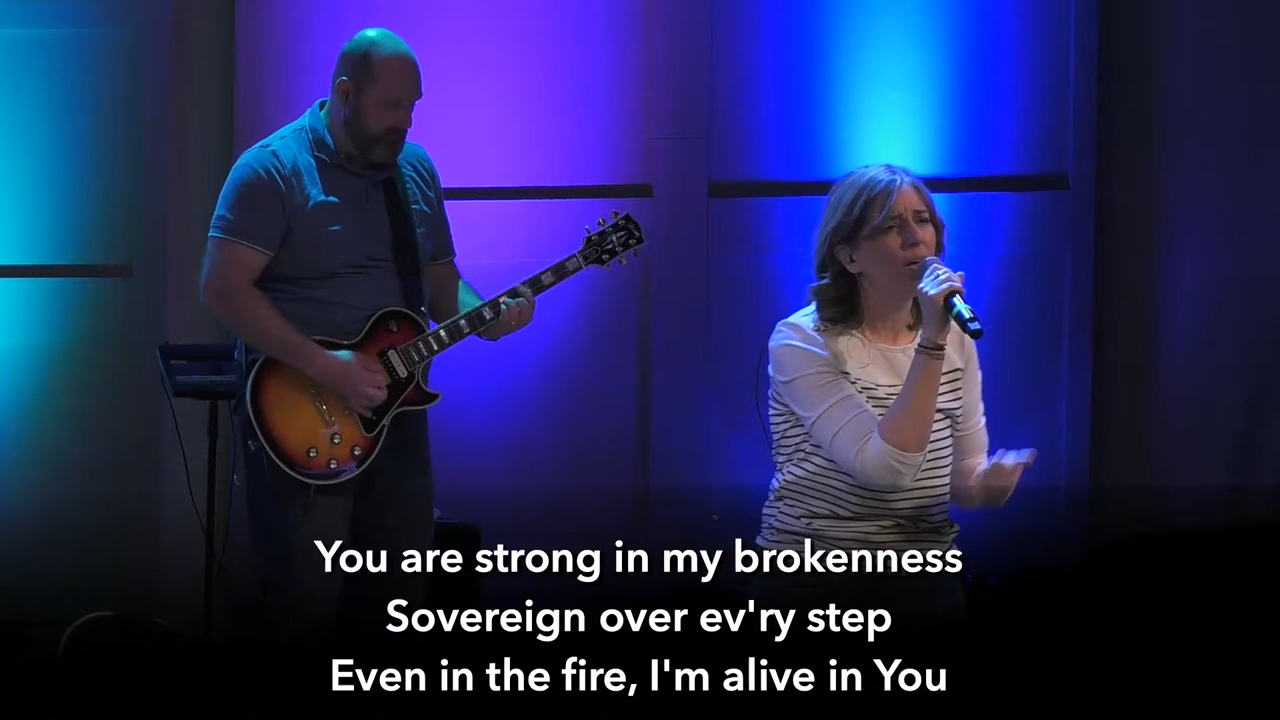 You are strong in my brokenness
Sovereign over ev'ry step
Even in the fire, I'm alive in You